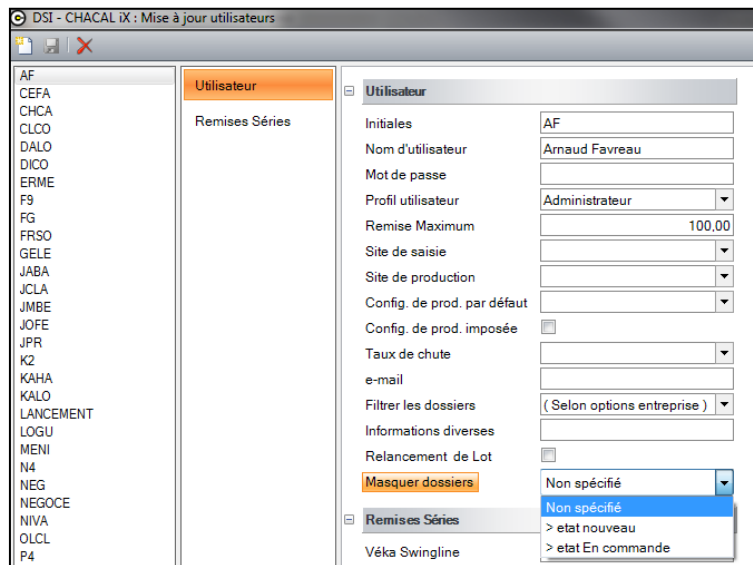 DSI - CHACAL iX : Mise à jour utilisateurs
AF
CEFA
CHCA
CLCO
DALO
DICO
ERME
F9
FG
FRSO
GELE
JABA
JCLA
JMBE
JOFE
JPR
K2
KAHA
KALO
LANCEMENT
LOGU
MENI
N4
NEG
NEGOCE
NIVA
OLCL
P4
Utilisateur
Remises Séries
Utilisateur
Initiales AF
Nom d'utilisateur Arnaud Favreau
Mot de passe
Profil utilisateur Administrateur
Remise Maximum 100,00
Site de saisie
Site de production
Config. de prod. par défaut
Config. de prod. imposée
Taux de chute
e-mail
Filtrer les dossiers ( Selon options entreprise )
Informations diverses
Relancement de Lot
Masquer dossiers Non spécifié
Non spécifié
> etat nouveau
> etat En commande
Remises Séries
Véka Swingline